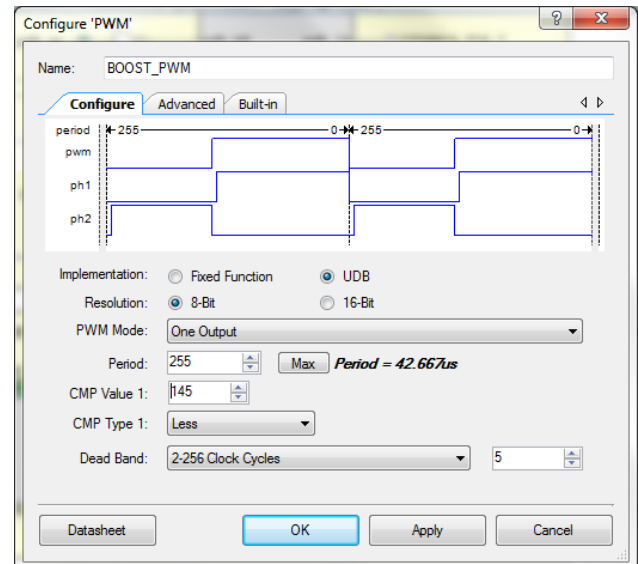 Configure 'PWM'
Name: BOOST_PWM
Configure Advanced Built-in
period 255 0 255 0
pwm
ph1
ph2
Implementation: Fixed Function UDB
Resolution: 8-Bit 16-Bit
PWM Mode: One Output
Period: 255 Max Period = 42.667us
CMP Value 1: 145
CMP Type 1: Less
Dead Band: 2-256 Clock Cycles 5
Datasheet OK Apply Cancel